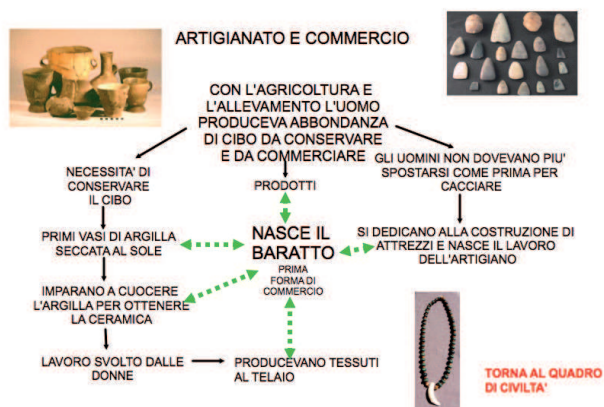 ARTIGIANATO E COMMERCIO
CON L'AGRICOLTURA E
L'ALLEVAMENTO L'UOMO
PRODUCEVA ABBONDANZA
DI CIBO DA CONSERVARE
E DA COMMERCIARE
NECESSITA' DI
CONSERVARE
IL CIBO
PRODOTTI
GLI UOMINI NON DOVEVANO PIU'
SPOSTARSI COME PRIMA PER
CACCIARE
PRIMI VASI DI ARGILLA
SECCATA AL SOLE
NASCE IL
BARATTO
PRIMA
FORMA DI
COMMERCIO
SI DEDICANO ALLA COSTRUZIONE DI
ATTREZZI E NASCE IL LAVORO
DELL'ARTIGIANO
IMPARANO A CUOCERE
L'ARGILLA PER OTTENERE
LA CERAMICA
LAVORO SVOLTO DALLE
DONNE
PRODUCEVANO TESSUTI
AL TELAIO
TORNA AL QUADRO
DI CIVILTA'